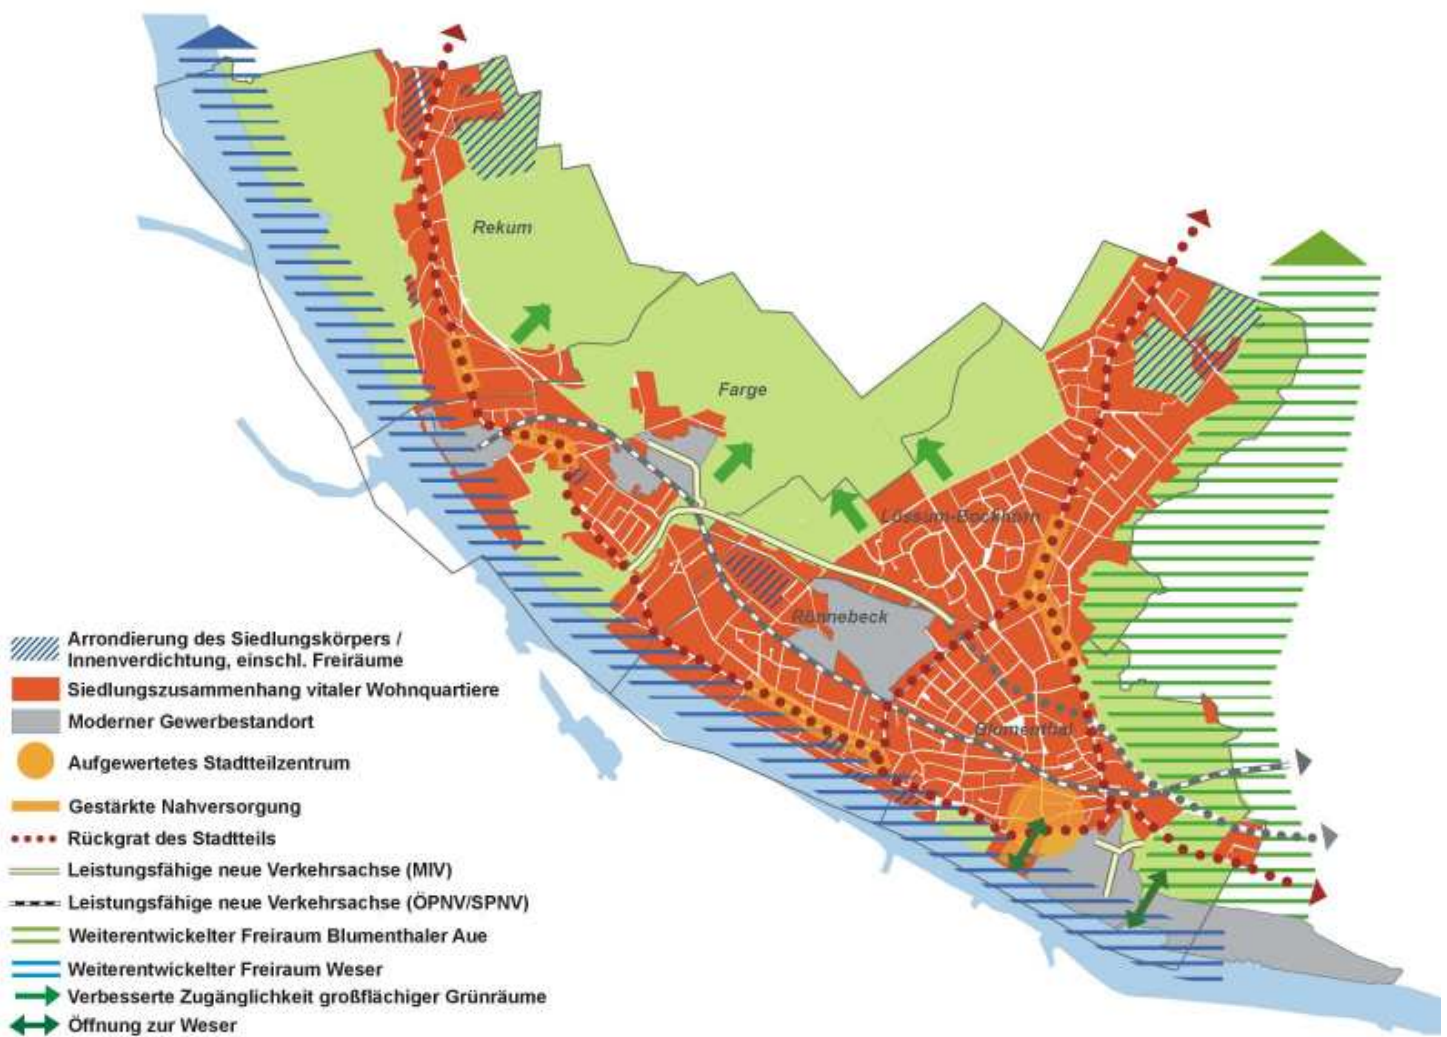 Rekum
Farge
Lüssum-Bockhorn
Rönnebeck
Blumenthal
Arrondierung des Siedlungskörpers /
Innenverdichtung, einschl. Freiräume
Siedlungszusammenhang vitaler Wohnquartiere
Moderner Gewerbestandort
Aufgewertetes Stadtteilzentrum
Gestärkte Nahversorgung
Rückgrat des Stadtteils
Leistungsfähige neue Verkehrsachse (MIV)
Leistungsfähige neue Verkehrsachse (ÖPNV/SPNV)
Weiterentwickelter Freiraum Blumenthaler Aue
Weiterentwickelter Freiraum Weser
Verbesserte Zugänglichkeit großflächiger Grünräume
Öffnung zur Weser